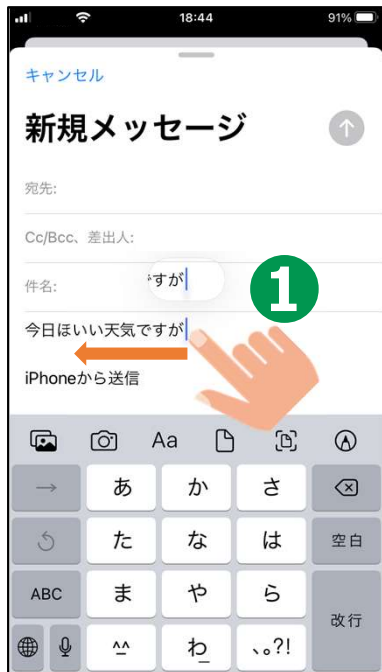 18:44
91%
キャンセル
新規メッセージ
宛先:
Cc/Bcc、差出人:
件名:
ですが
1
今日ほいい天気ですが
iPhoneから送信
Aa
→ あ か さ
た な は 空白
ABC ま や ら 改行
^^ わ_ 、。?!